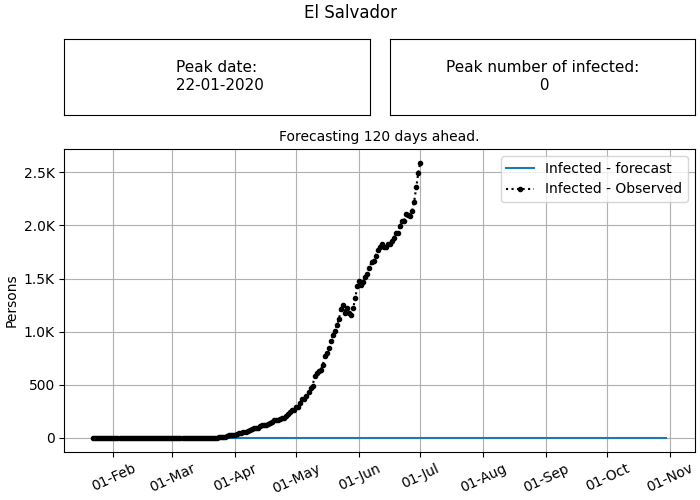 El Salvador
Peak date:
22-01-2020
Peak number of infected:
0
Forecasting 120 days ahead.
Infected - forecast
Infected - Observed
Persons
2.5K
2.0K
1.5K
1.0K
500
0
01-Feb
01-Mar
01-Apr
01-May
01-Jun
01-Jul
01-Aug
01-Sep
01-Oct
01-Nov